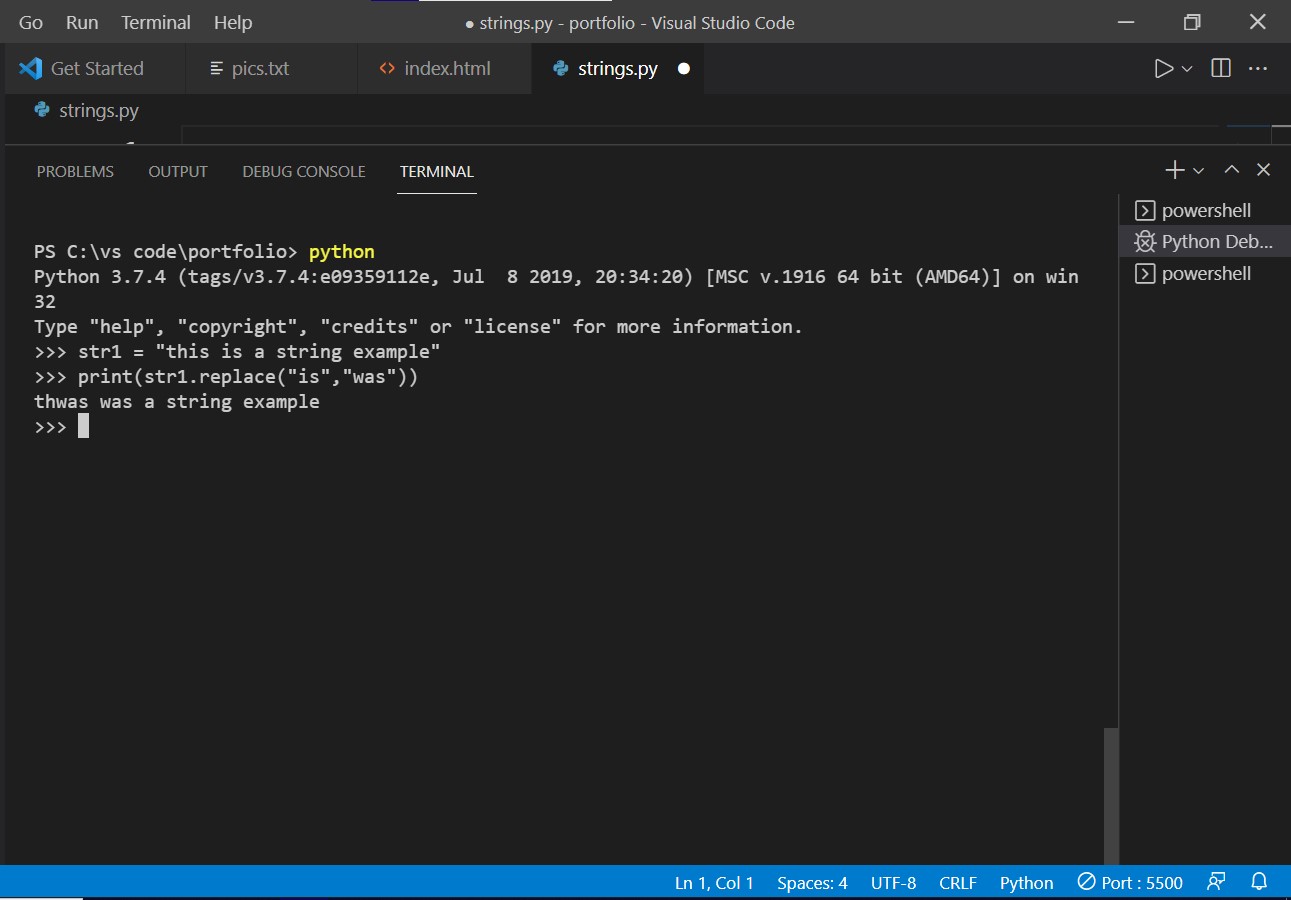 Go Run Terminal Help ● strings.py - portfolio - Visual Studio Code
Get Started pics.txt index.html strings.py
strings.py
PROBLEMS OUTPUT DEBUG CONSOLE TERMINAL
powershell
Python Deb...
powershell
PS C:\vs code\portfolio> python
Python 3.7.4 (tags/v3.7.4:e09359112e, Jul  8 2019, 20:34:20) [MSC v.1916 64 bit (AMD64)] on win
32
Type "help", "copyright", "credits" or "license" for more information.
>>> str1 = "this is a string example"
>>> print(str1.replace("is","was"))
thwas was a string example
>>>
Ln 1, Col 1 Spaces: 4 UTF-8 CRLF Python Port : 5500